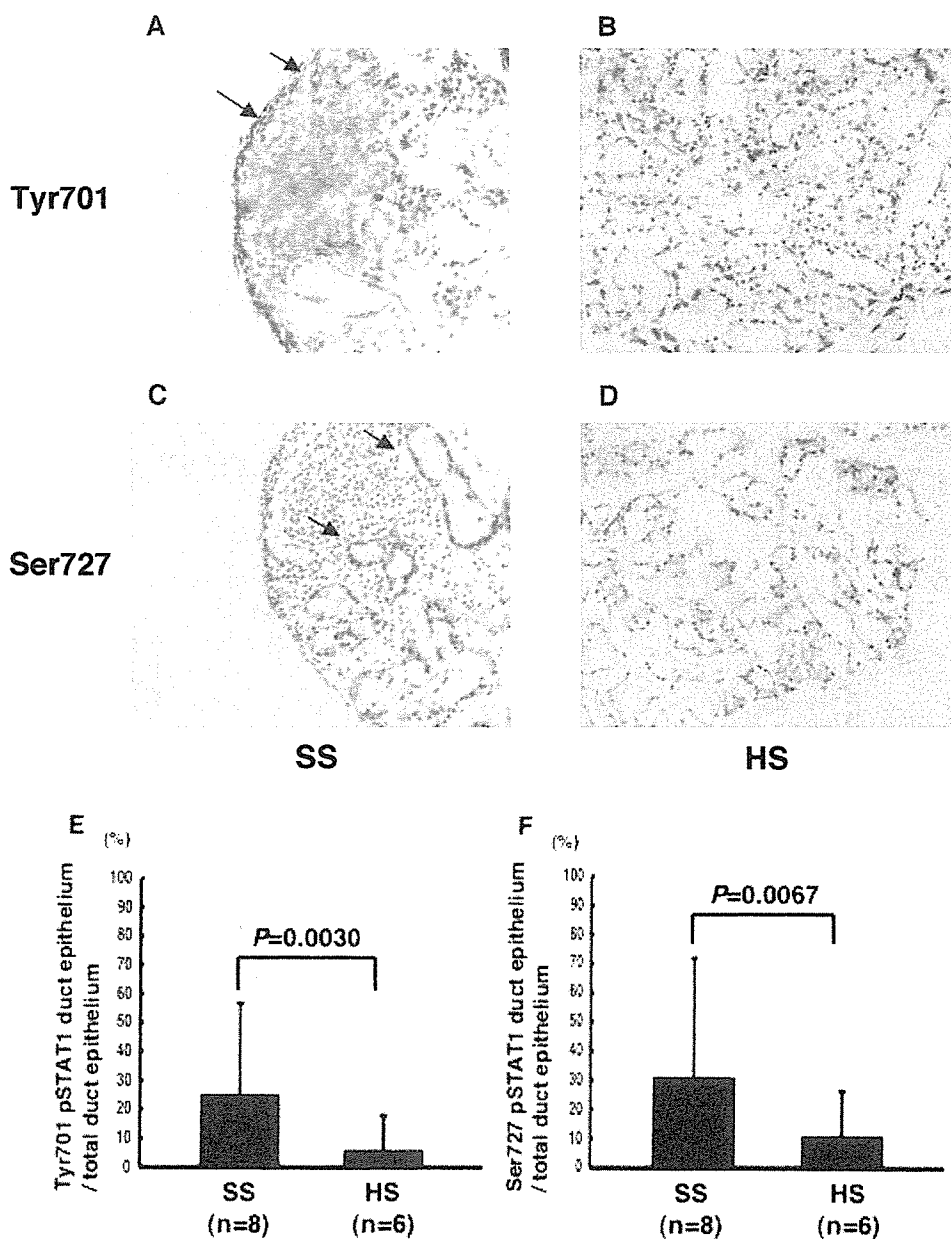 A
B
Tyr701
C
D
Ser727
SS
HS
E
(%)
Tyr701 pSTAT1 duct epithelium
/ total duct epithelium
100
90
80
70
60
50
40
30
20
10
0
P=0.0030
SS
HS
(n=8)
(n=6)
F
(%)
Ser727 pSTAT1 duct epithelium
/ total duct epithelium
100
90
80
70
60
50
40
30
20
10
0
P=0.0067
SS
HS
(n=8)
(n=6)